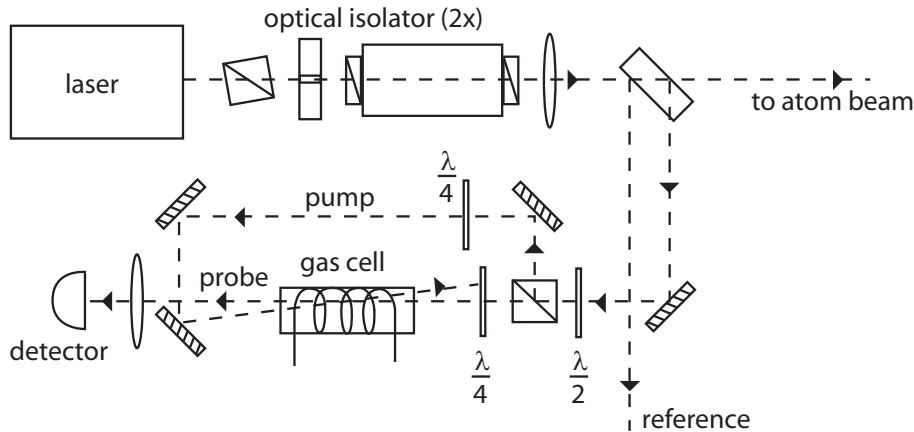 optical isolator (2x)
laser
to atom beam
λ
4
pump
probe
gas cell
detector
λ
4
λ
2
reference